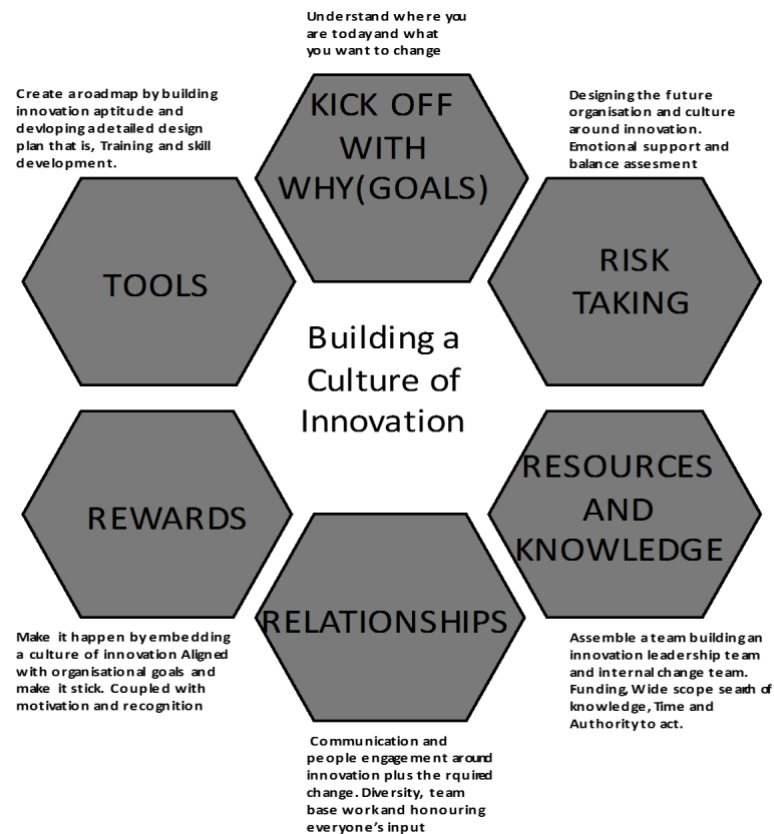 Understand where you
are today and what
you want to change
KICK OFF
WITH
WHY(GOALS)
Designing the future
organisation and culture
around innovation.
Emotional support and
balance assesment
RISK
TAKING
RESOURCES
AND
KNOWLEDGE
Assemble a team building an
innovation leadership team
and internal change team.
Funding, Wide scope search of
knowledge, Time and
Authority to act.
RELATIONSHIPS
Communication and
people engagement around
innovation plus the rquired
change. Diversity, team
base work and honouring
everyone's input
REWARDS
Make it happen by embedding
a culture of innovation Aligned
with organisational goals and
make it stick. Coupled with
motivation and recognition
Create a roadmap by building
innovation aptitude and
devloping a detailed design
plan that is, Training and skill
development.
TOOLS
Building a
Culture of
Innovation